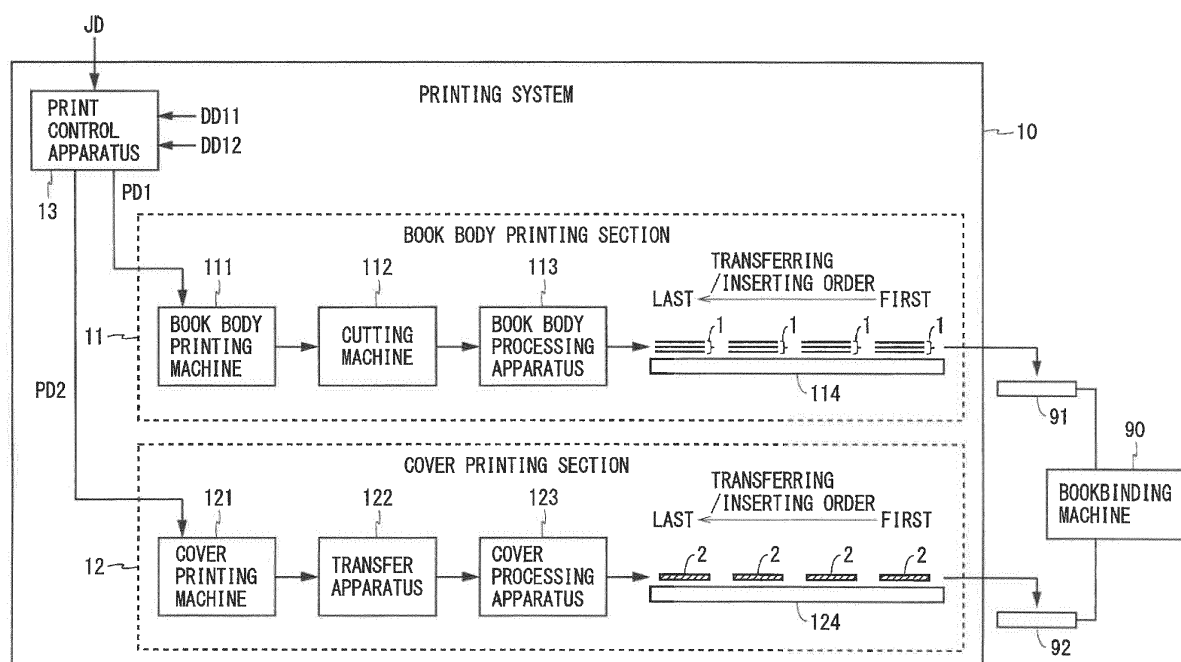 JD
PRINTING SYSTEM
PRINT
CONTROL
APPARATUS
DD11
DD12
10
13
PD1
BOOK BODY PRINTING SECTION
111
112
113
TRANSFERRING
/INSERTING ORDER
LAST
FIRST
BOOK BODY
PRINTING
MACHINE
CUTTING
MACHINE
BOOK BODY
PROCESSING
APPARATUS
1
1
1
1
11
114
91
PD2
COVER PRINTING SECTION
121
122
123
TRANSFERRING
/INSERTING ORDER
LAST
FIRST
90
BOOKBINDING
MACHINE
COVER
PRINTING
MACHINE
TRANSFER
APPARATUS
COVER
PROCESSING
APPARATUS
2
2
2
2
12
124
92